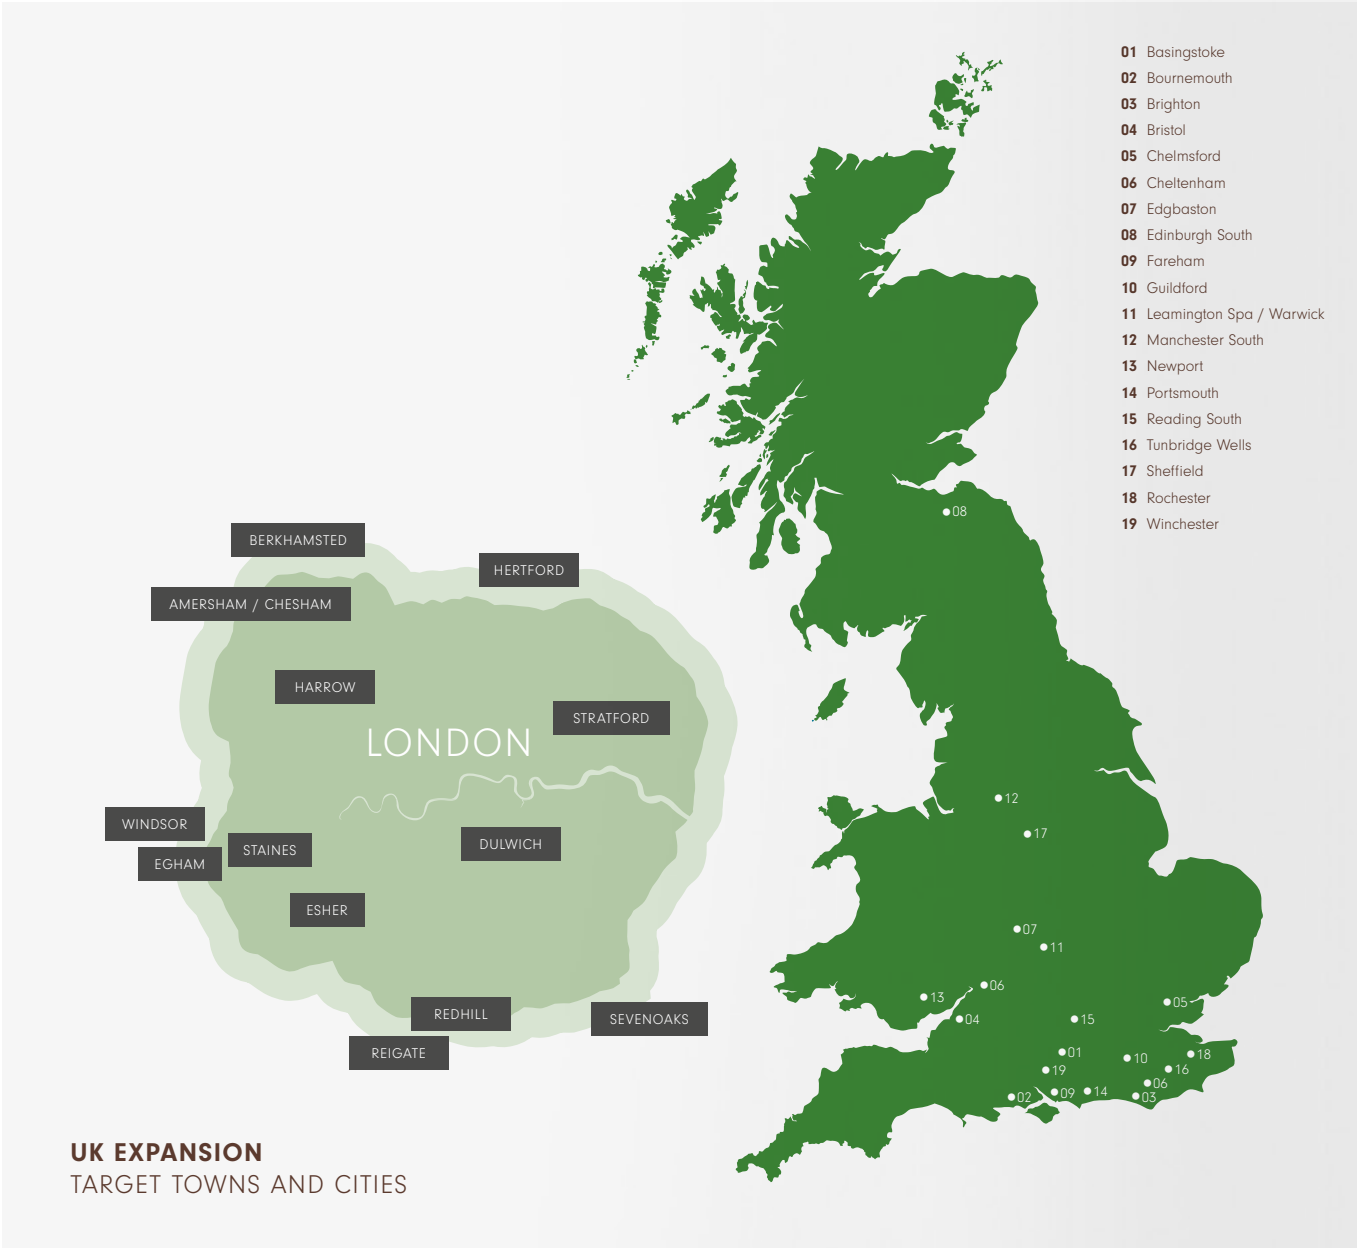 01 Basingstoke
02 Bournemouth
03 Brighton
04 Bristol
05 Chelmsford
06 Cheltenham
07 Edgbaston
08 Edinburgh South
09 Fareham
10 Guildford
11 Leamington Spa / Warwick
12 Manchester South
13 Newport
14 Portsmouth
15 Reading South
16 Tunbridge Wells
17 Sheffield
18 Rochester
19 Winchester
08
12
17
07
11
06
13
05
04
15
01
10
18
19
16
06
09
14
02
03
BERKHAMSTED
HERTFORD
AMERSHAM / CHESHAM
HARROW
STRATFORD
LONDON
WINDSOR
STAINES
DULWICH
EGHAM
ESHER
REDHILL
SEVENOAKS
REIGATE
UK EXPANSION
TARGET TOWNS AND CITIES